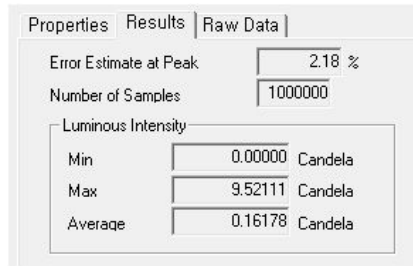 Properties Results Raw Data
Error Estimate at Peak 2.18 %
Number of Samples 1000000
Luminous Intensity
Min 0.00000 Candela
Max 9.52111 Candela
Average 0.16178 Candela